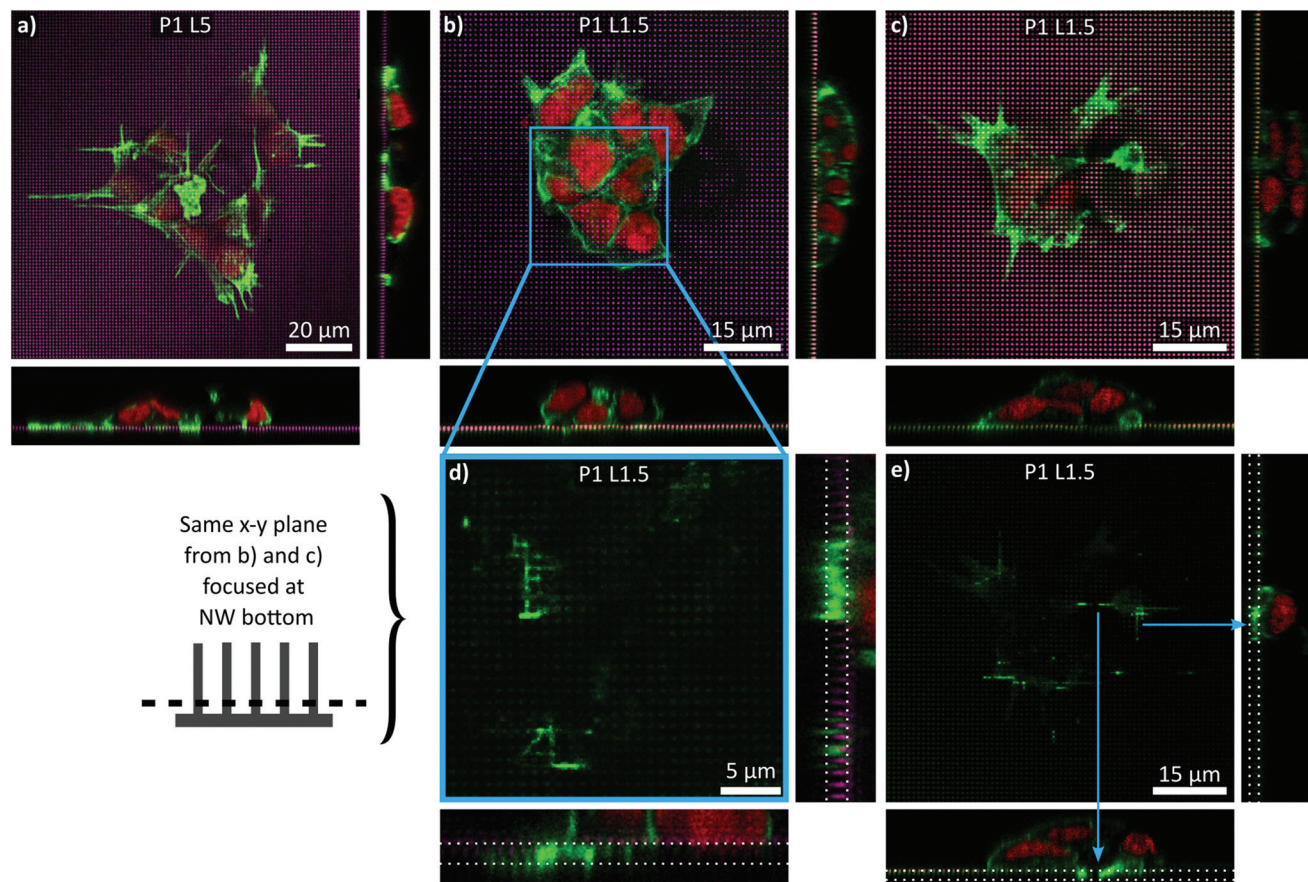 a)
P1 L5
20 μm
b)
P1 L1.5
15 μm
c)
P1 L1.5
15 μm
Same x-y plane
from b) and c)
focused at
NW bottom
d)
P1 L1.5
5 μm
e)
P1 L1.5
15 μm